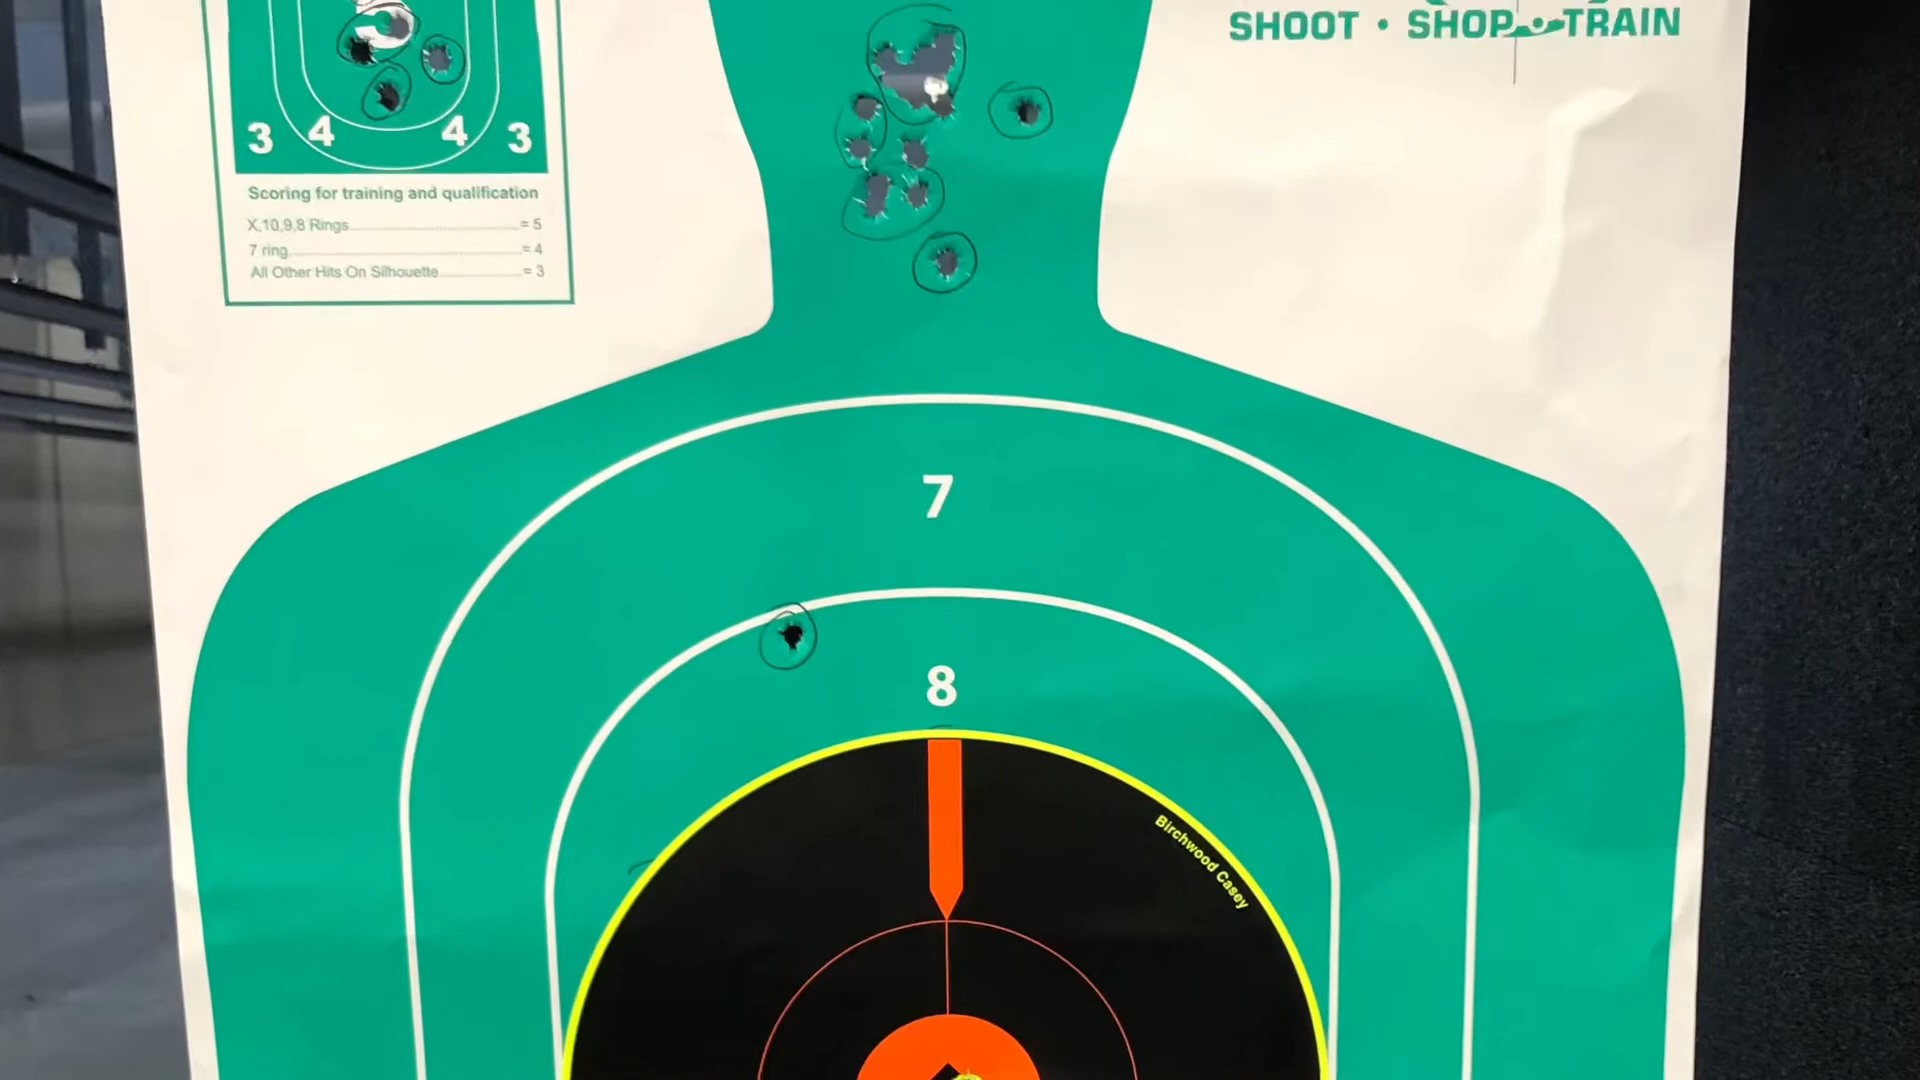 SHOOT • SHOP • TRAIN
3 4 4 3
Scoring for training and qualification
X,10,9,8 Rings = 5
7 ring = 4
All Other Hits On Silhouette = 3
7
8
Birchwood Casey